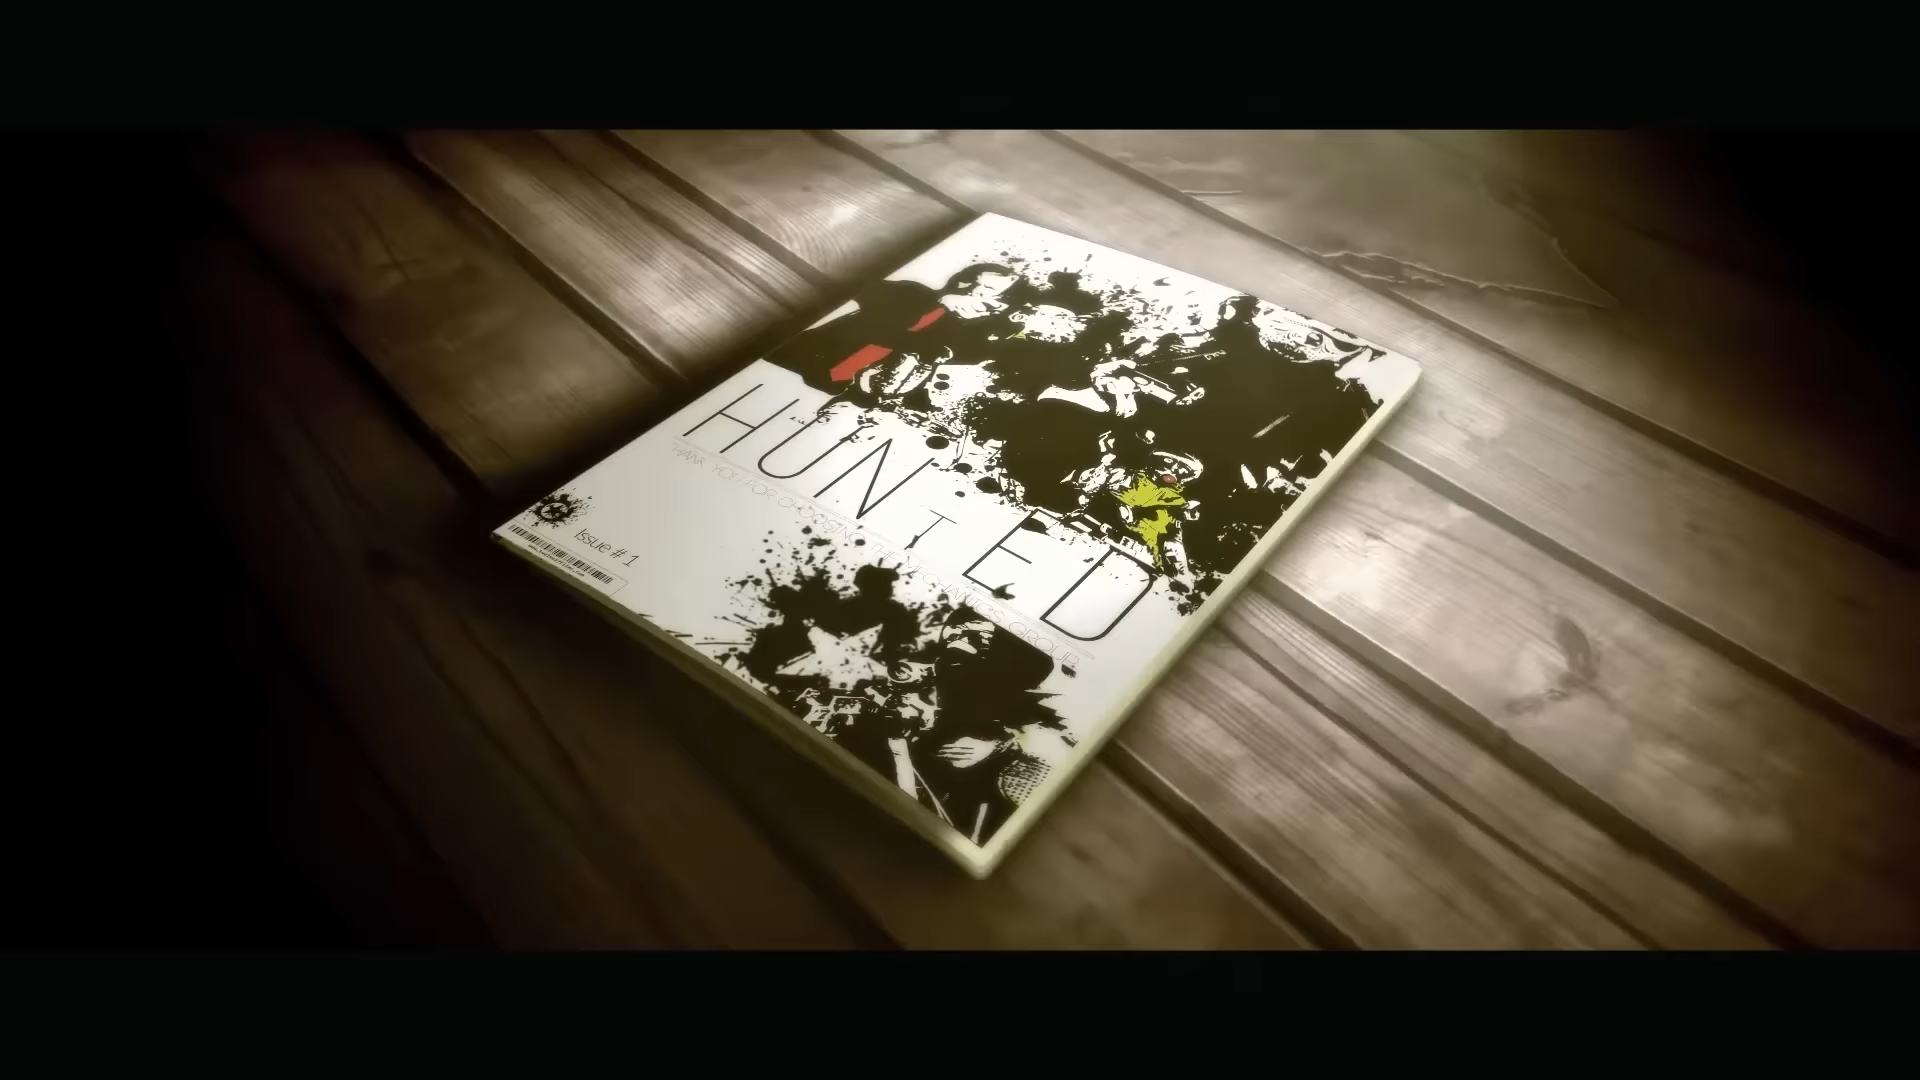 HUNTED
THANK YOU FOR CHOOSING THE MECHANICS GROUP
Issue # 1